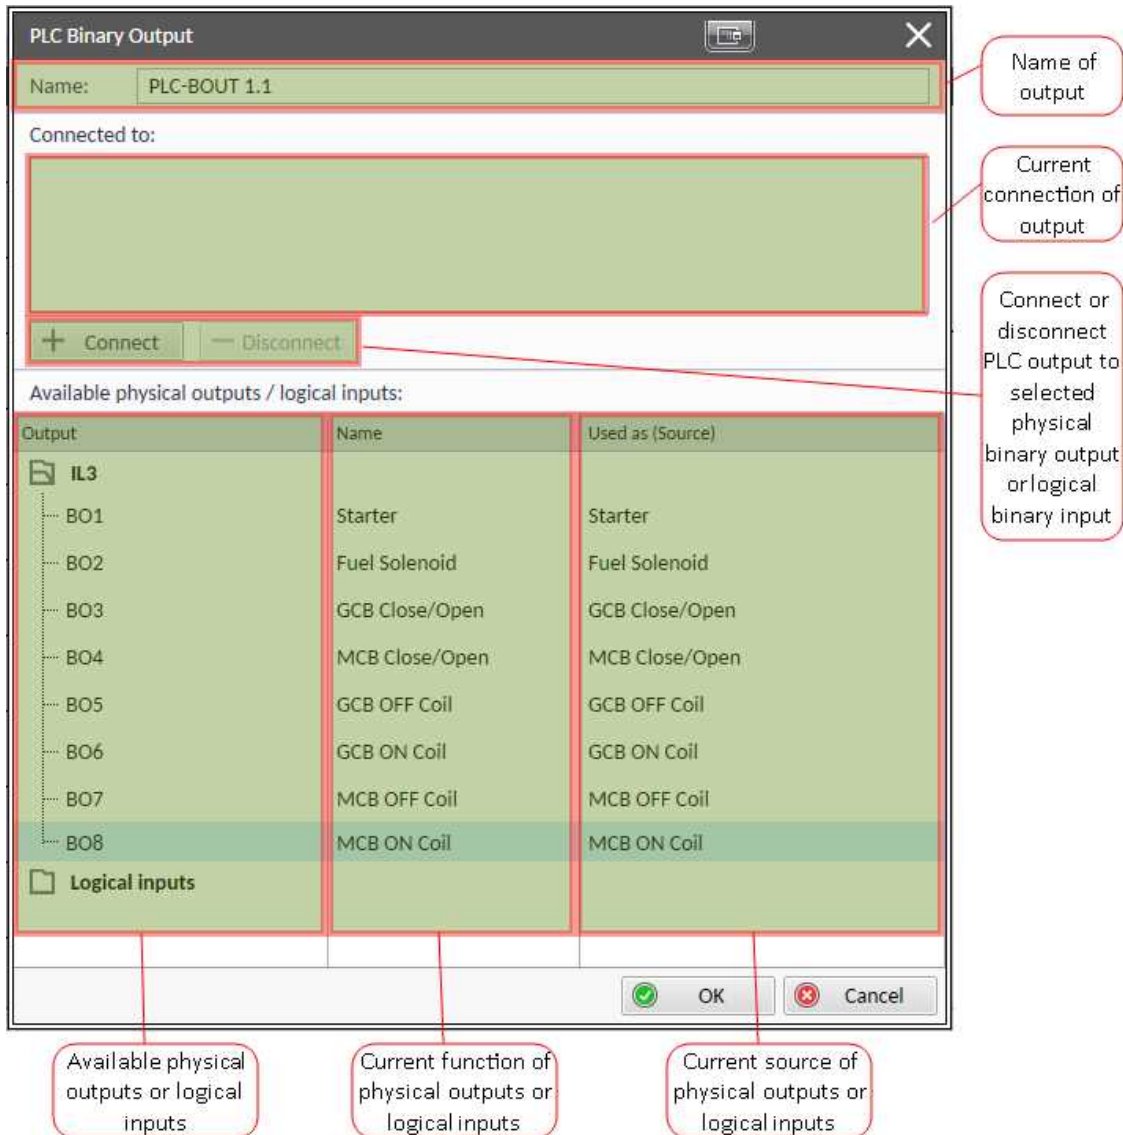 PLC Binary Output
Name: PLC-BOUT 1.1
Connected to:
Connect Disconnect
Available physical outputs / logical inputs:
Output Name Used as (Source)
IL3
BO1 Starter Starter
BO2 Fuel Solenoid Fuel Solenoid
BO3 GCB Close/Open GCB Close/Open
BO4 MCB Close/Open MCB Close/Open
BO5 GCB OFF Coil GCB OFF Coil
BO6 GCB ON Coil GCB ON Coil
BO7 MCB OFF Coil MCB OFF Coil
BO8 MCB ON Coil MCB ON Coil
Logical inputs
OK Cancel
Name of
output
Current
connection of
output
Connect or
disconnect
PLC output to
selected
physical
binary output
or logical
binary input
Available physical
outputs or logical
inputs
Current function of
physical outputs or
logical inputs
Current source of
physical outputs or
logical inputs